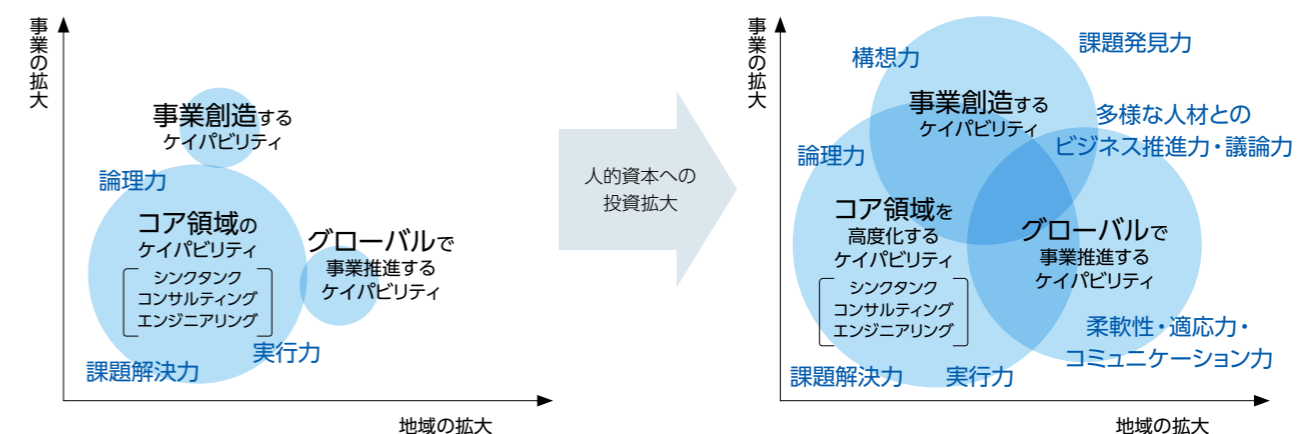 事業の拡大
事業創造する
ケイパビリティ
論理力
コア領域の
ケイパビリティ
シンクタンク
コンサルティング
エンジニアリング
グローバルで
事業推進する
ケイパビリティ
実行力
課題解決力
地域の拡大
人的資本への
投資拡大
事業の拡大
構想力
課題発見力
事業創造する
ケイパビリティ
多様な人材との
ビジネス推進力・議論力
論理力
コア領域を
高度化する
ケイパビリティ
シンクタンク
コンサルティング
エンジニアリング
グローバルで
事業推進する
ケイパビリティ
柔軟性・適応力・
コミュニケーション力
課題解決力
実行力
地域の拡大